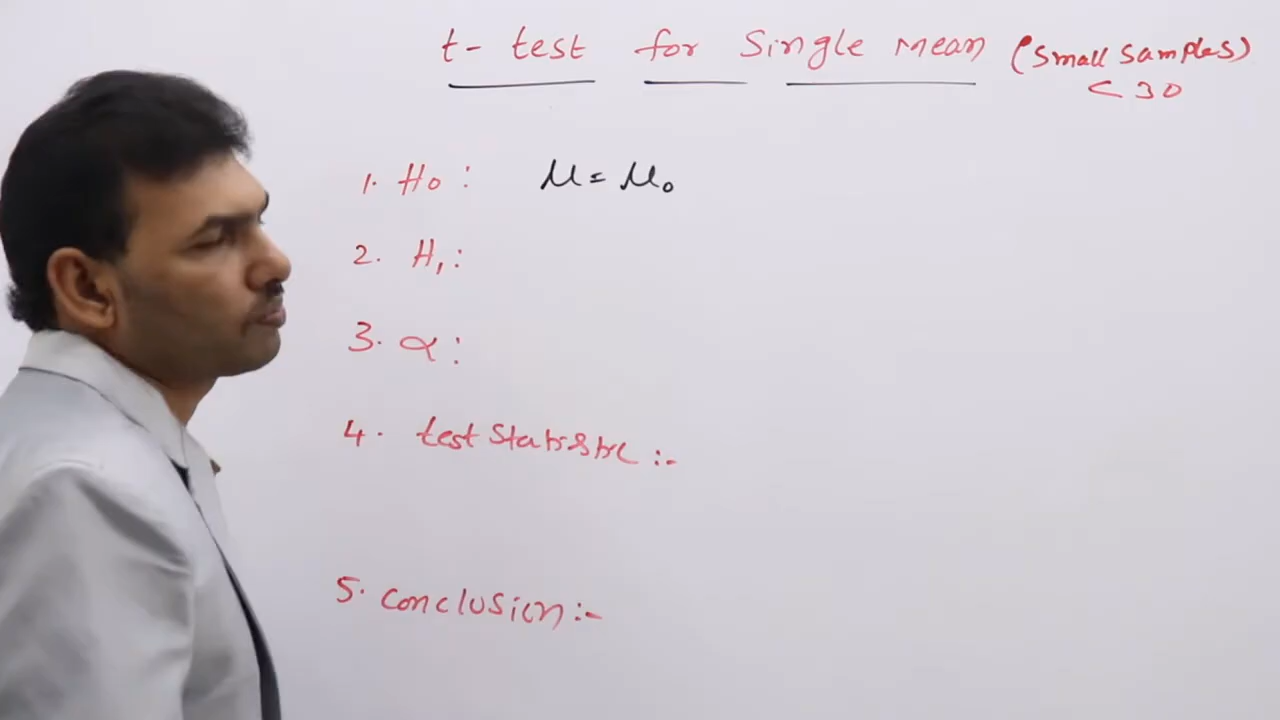 t- test for Single Mean (Small Samples)
< 30
1. H0 : μ = μ0
2. H1 :
3. α :
4. test Statistic :-
5. Conclusion :-